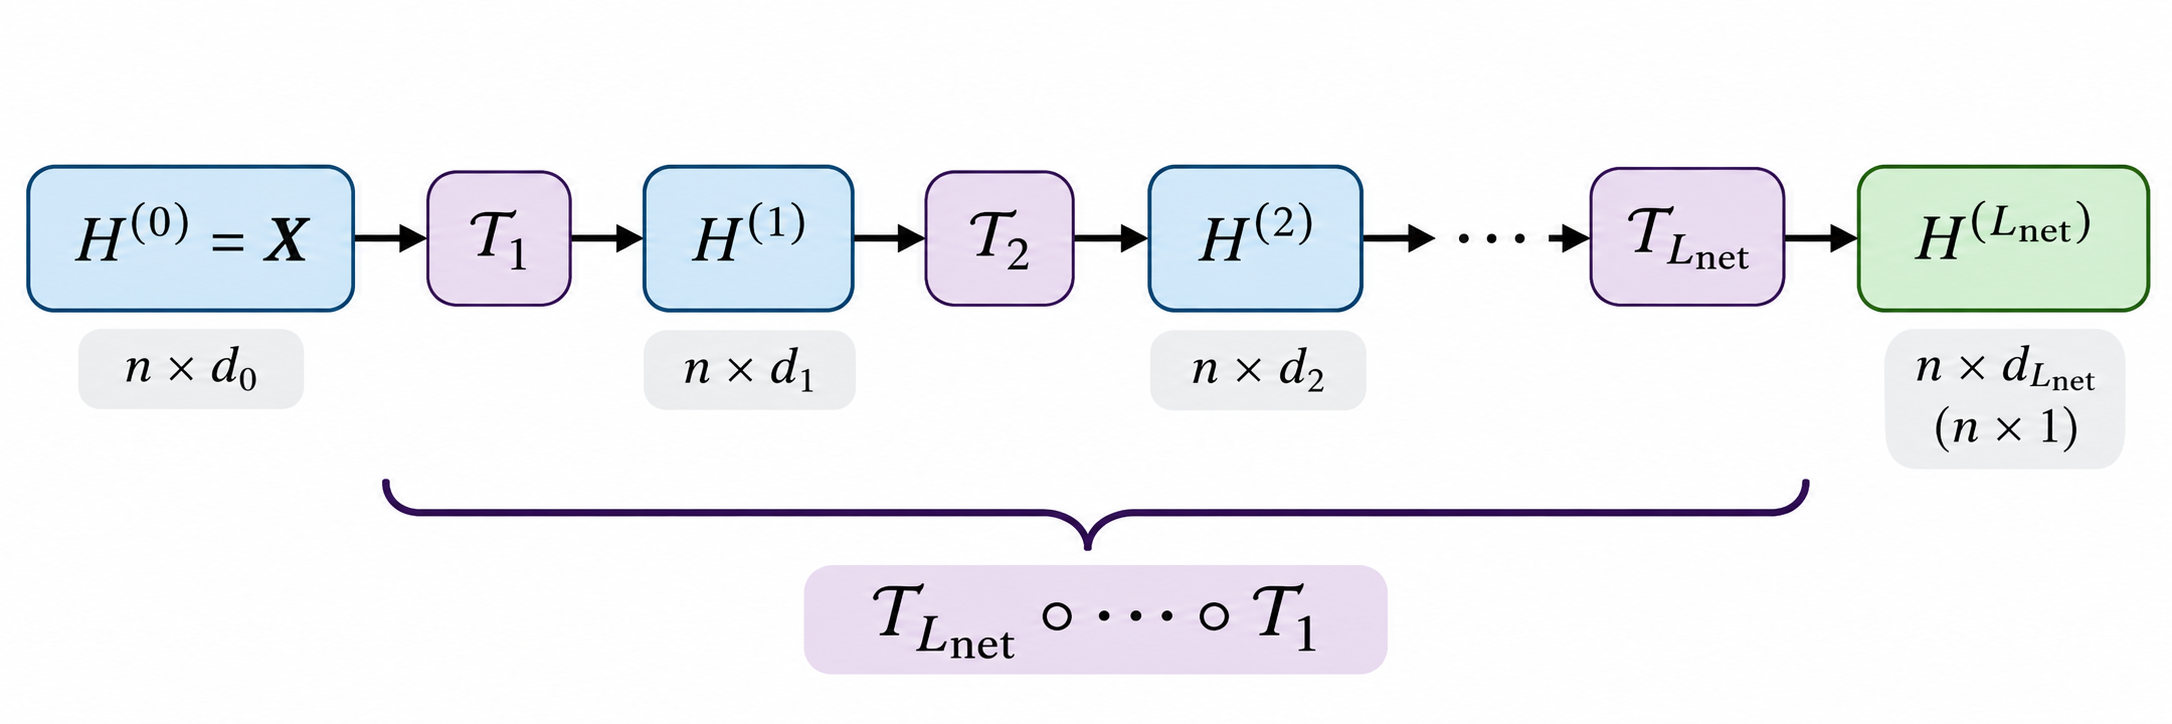 H^(0) = X → 𝒯_1 → H^(1) → 𝒯_2 → H^(2) → ··· → 𝒯_{L_net} → H^(L_net)
n × d_0
n × d_1
n × d_2
n × d_{L_net}
(n × 1)
𝒯_{L_net} ∘ ··· ∘ 𝒯_1